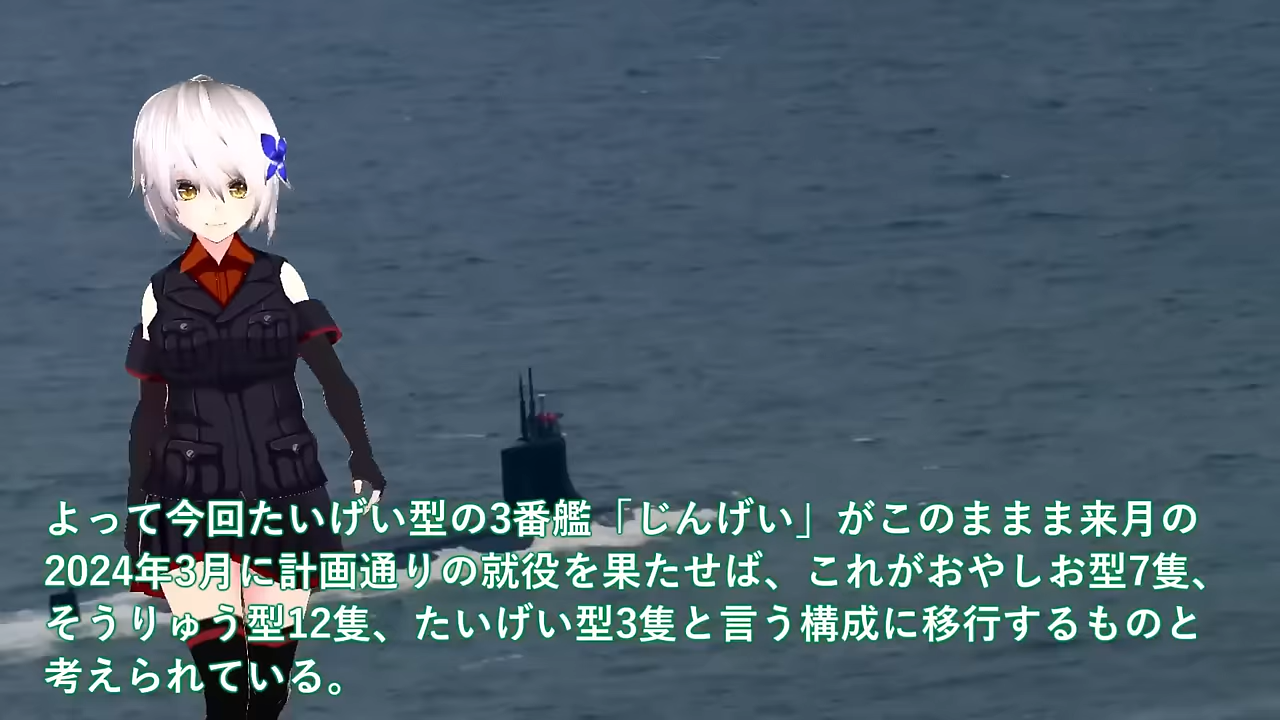 よって今回たいげい型の3番艦「じんげい」がこのまま来月の
2024年3月に計画通りの就役を果たせば、これがおやしお型7隻、
そうりゅう型12隻、たいげい型3隻と言う構成に移行するものと
考えられている。